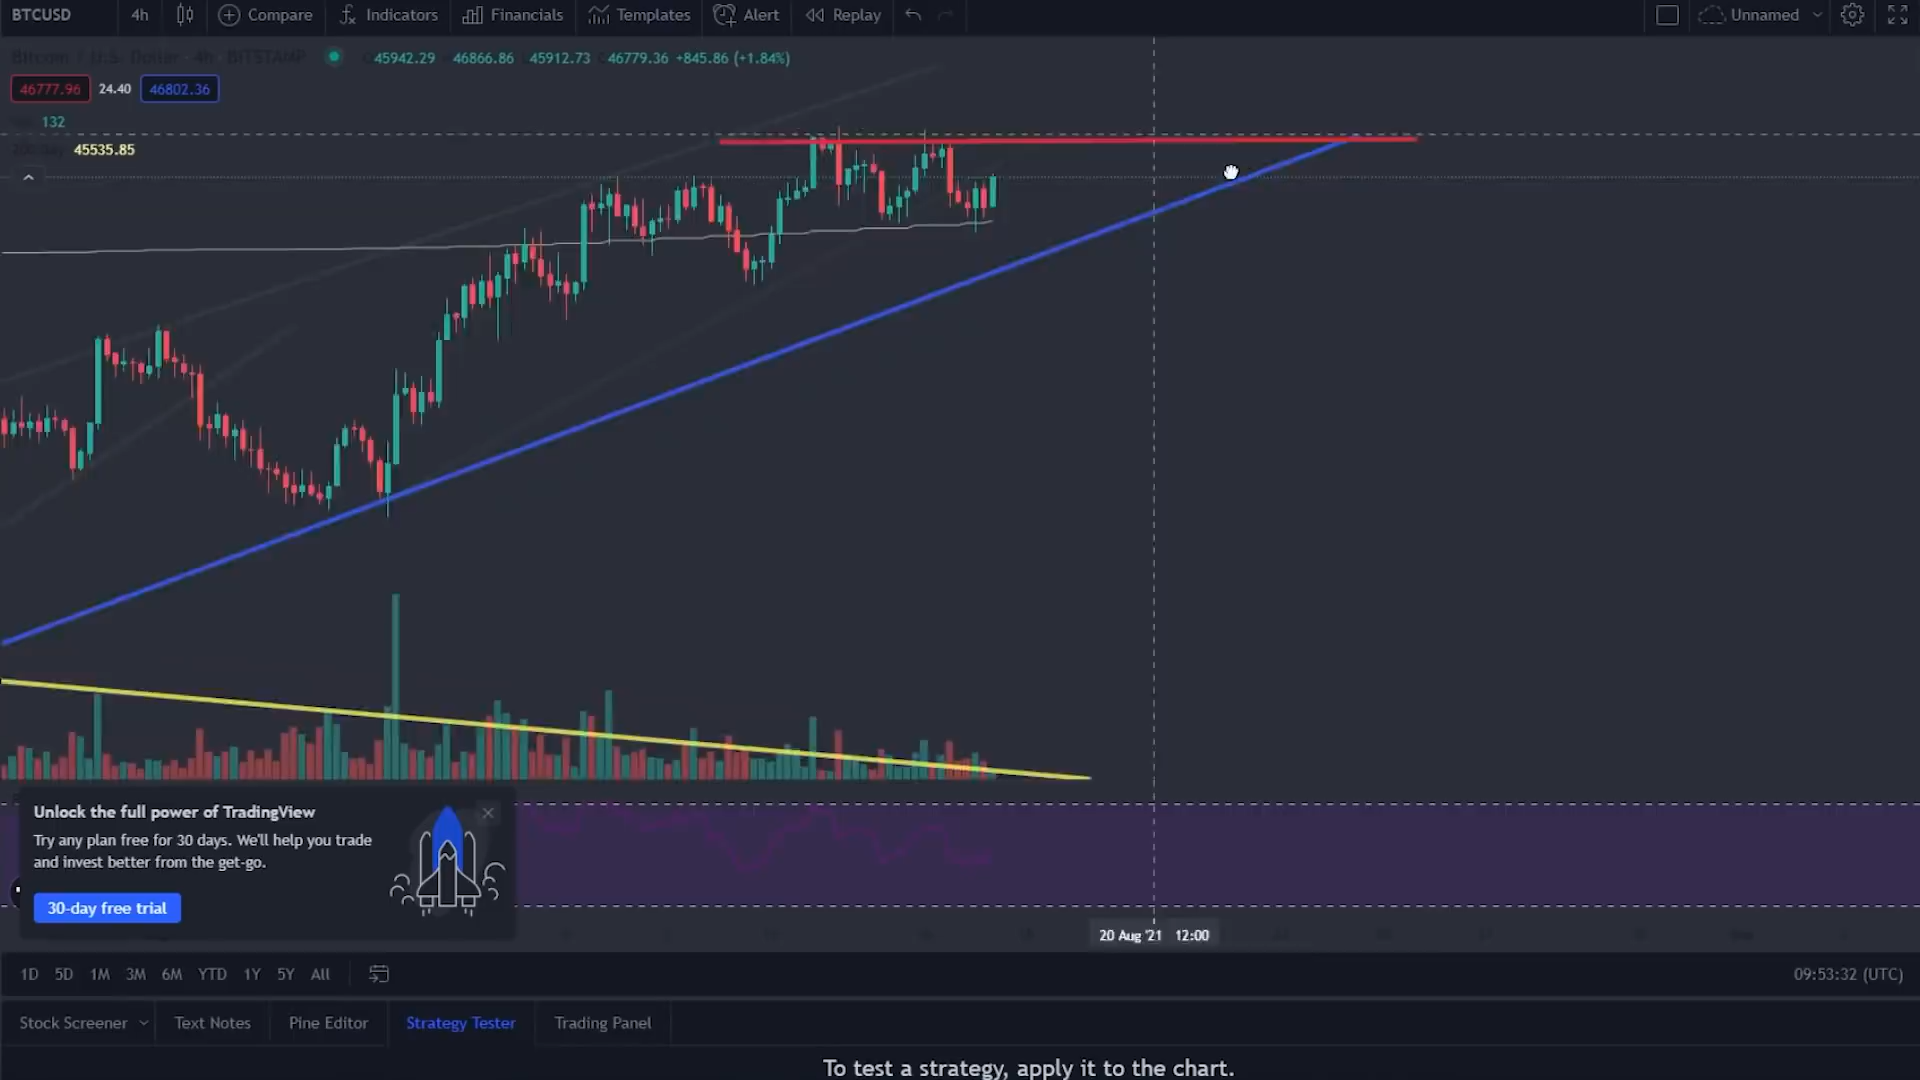 BTCUSD 4h Compare Indicators Financials Templates Alert Replay Unnamed
Bitcoin / U.S. Dollar 4h BITSTAMP 45942.29 46866.86 45912.73 46779.36 +845.86 (+1.84%)
46777.96 24.40 46802.36
132
45535.85
Unlock the full power of TradingView
Try any plan free for 30 days. We'll help you trade
and invest better from the get-go.
30-day free trial
20 Aug '21 12:00
1D 5D 1M 3M 6M YTD 1Y 5Y All 09:53:32 (UTC)
Stock Screener Text Notes Pine Editor Strategy Tester Trading Panel
To test a strategy, apply it to the chart.